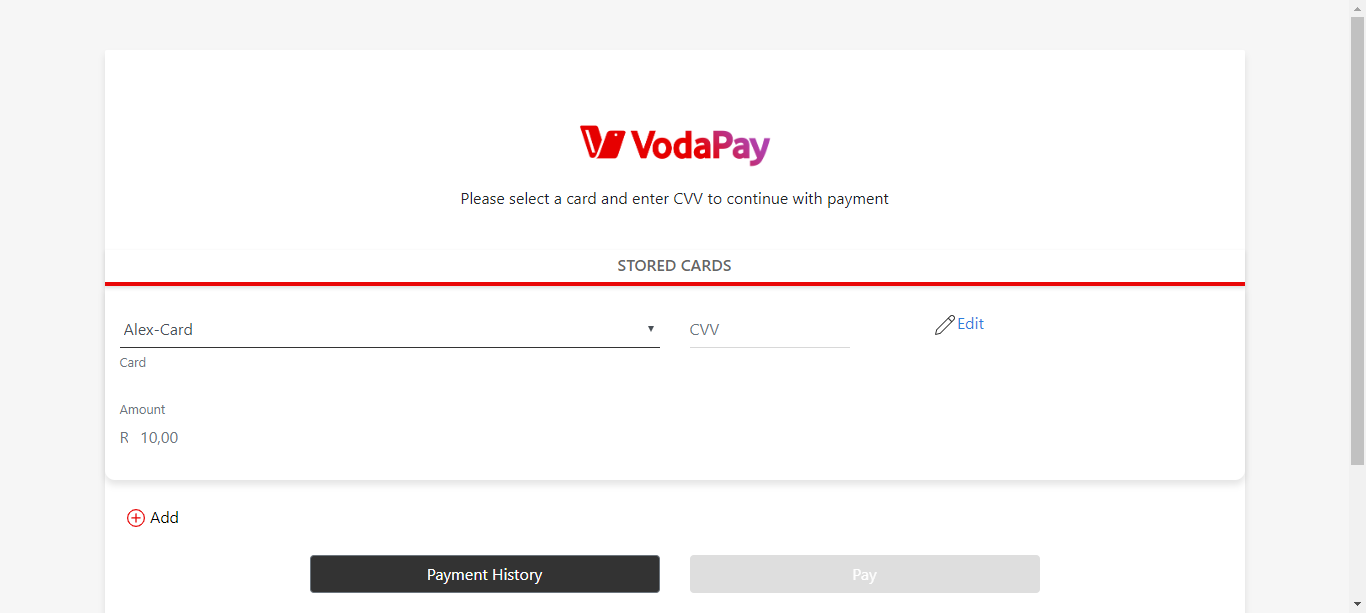 VodaPay
Please select a card and enter CVV to continue with payment
STORED CARDS
Alex-Card
CVV
Edit
Card
Amount
R 10,00
Add
Payment History
Pay